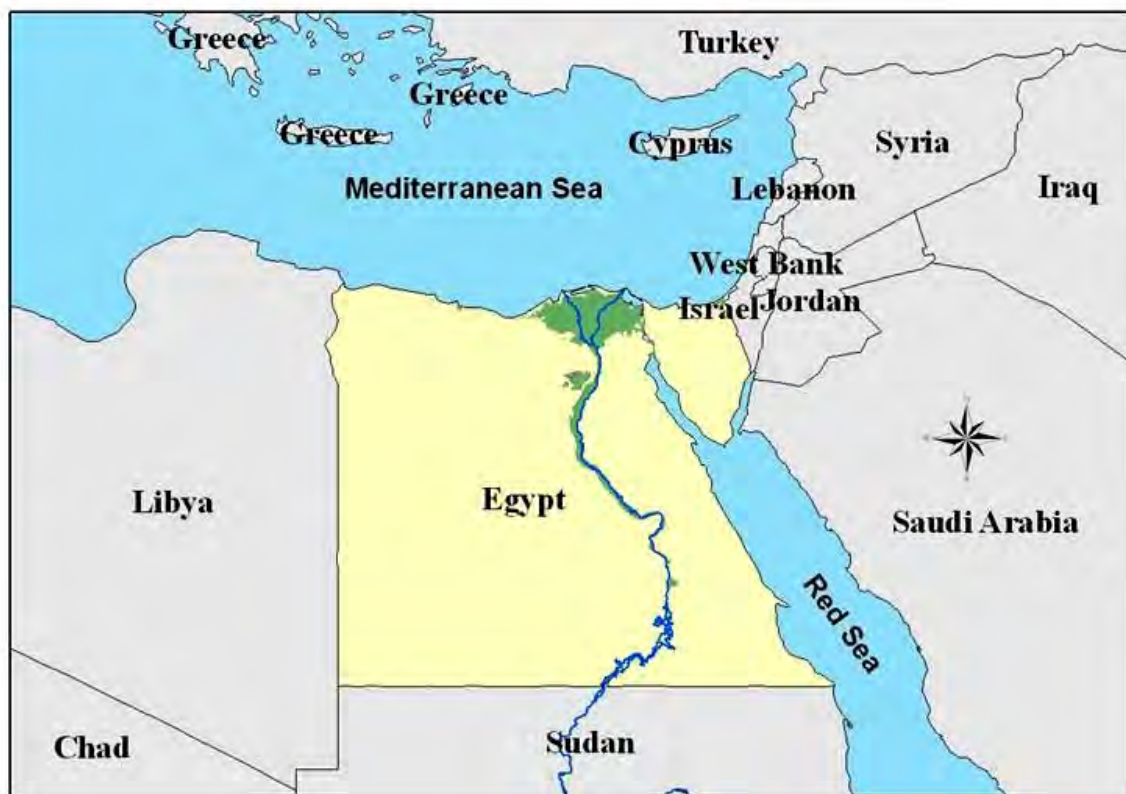 Greece
Turkey
Greece
Greece
Cyprus
Syria
Mediterranean Sea
Lebanon
Iraq
West Bank
Israel
Jordan
Libya
Egypt
Saudi Arabia
Red Sea
Chad
Sudan